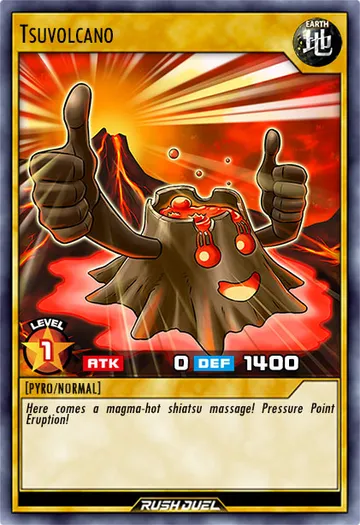 Tsuvolcano
EARTH
地
LEVEL
1
ATK 0 DEF 1400
[PYRO/NORMAL]
Here comes a magma-hot shiatsu massage! Pressure Point
Eruption!
RUSH DUEL